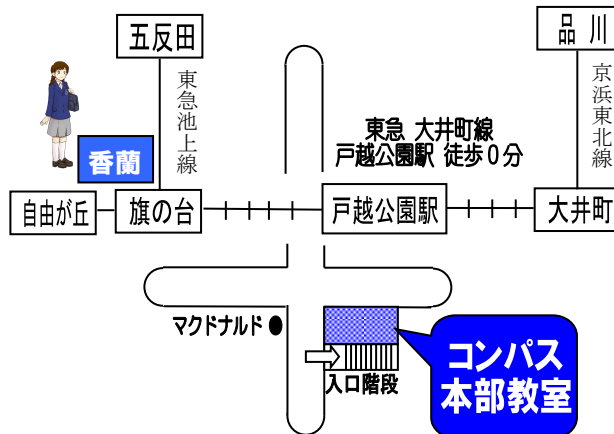 五反田
品川
東急池上線
京浜東北線
東急 大井町線
戸越公園駅 徒歩０分
香蘭
自由が丘
旗の台
戸越公園駅
大井町
マクドナルド
入口階段
コンパス
本部教室